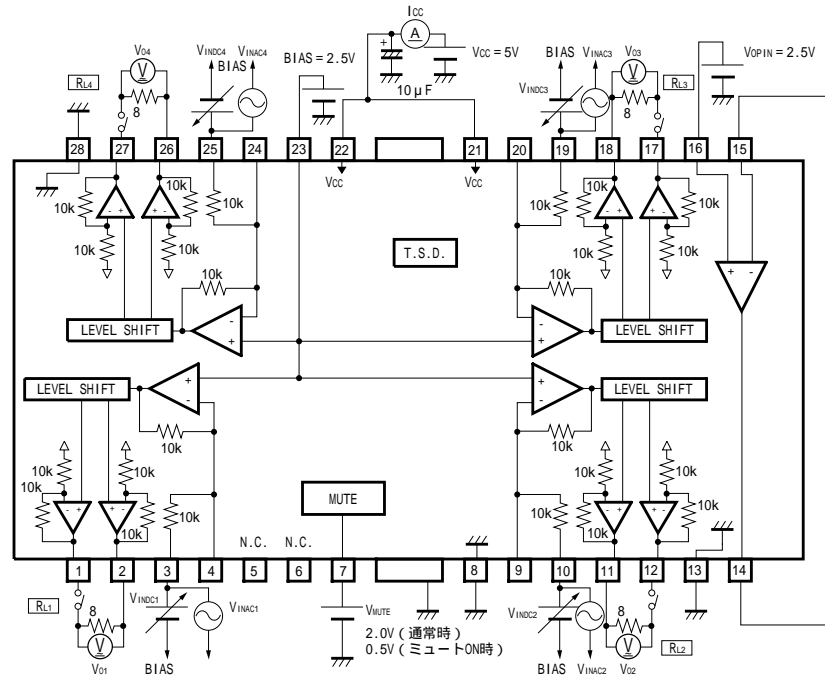 ICC
A
VO4
V
RL4
8
VINDC4
VINAC4
BIAS
BIAS=2.5V
VCC=5V
10μF
BIAS
VINAC3
VINDC3
VO3
V
RL3
8
VOPIN=2.5V
28 27 26 25 24 23 22 21 20 19 18 17 16 15
VCC VCC
10k 10k 10k 10k 10k
10k 10k 10k 10k 10k
T.S.D.
10k 10k
LEVEL SHIFT
- +
- +
LEVEL SHIFT
+ -
LEVEL SHIFT
+ -
+ -
LEVEL SHIFT
10k 10k
10k 10k 10k 10k 10k
10k 10k 10k 10k 10k
MUTE
N.C. N.C.
1 2 3 4 5 6 7 8 9 10 11 12 13 14
RL1
8
V
VO1
VINDC1
VINAC1
BIAS
VMUTE
2.0V(通常時)
0.5V(ミュートON時)
VINDC2
BIAS
VINAC2
8
V
VO2
RL2